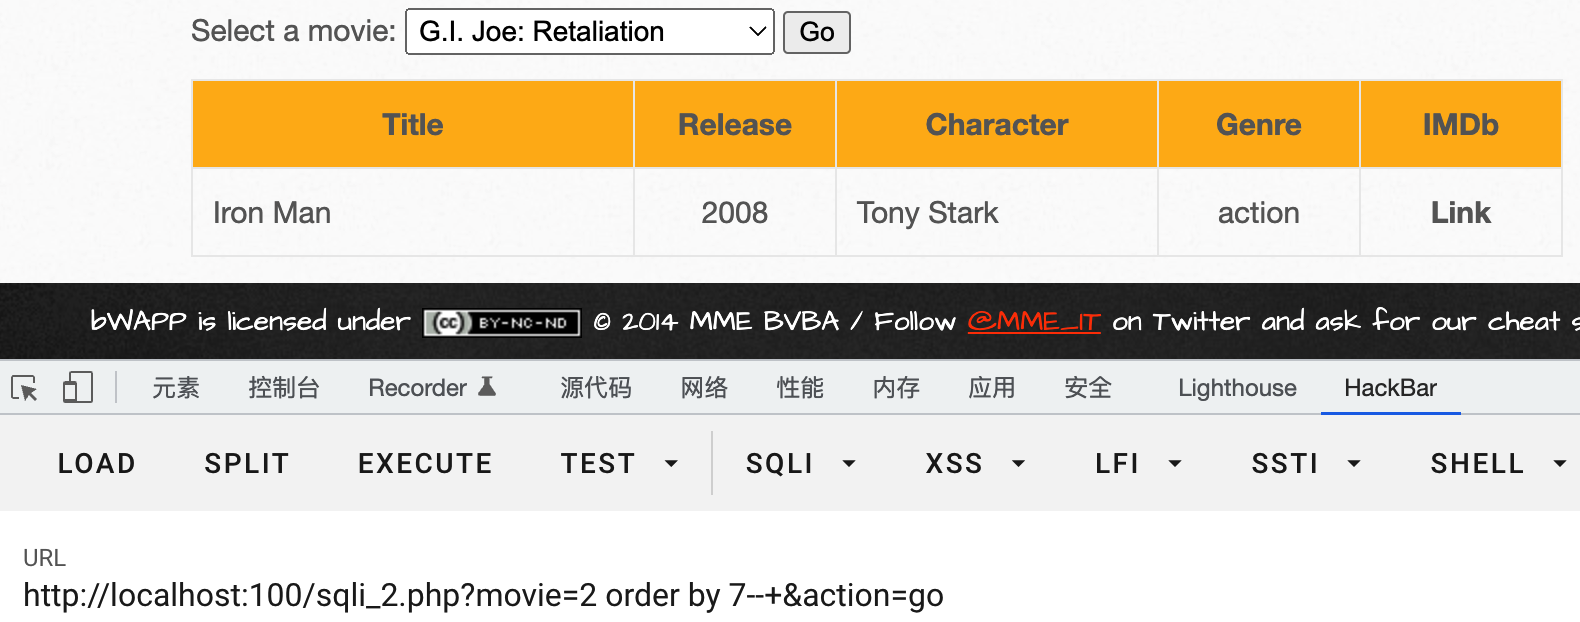 Select a movie: G.I. Joe: Retaliation Go
Title Release Character Genre IMDb
Iron Man 2008 Tony Stark action Link
bWAPP is licensed under (cc) BY-NC-ND © 2014 MME BVBA / Follow @MME_IT on Twitter and ask for our cheat s
元素 控制台 Recorder 源代码 网络 性能 内存 应用 安全 Lighthouse HackBar
LOAD SPLIT EXECUTE TEST SQLI XSS LFI SSTI SHELL
URL
http://localhost:100/sqli_2.php?movie=2 order by 7--+&action=go